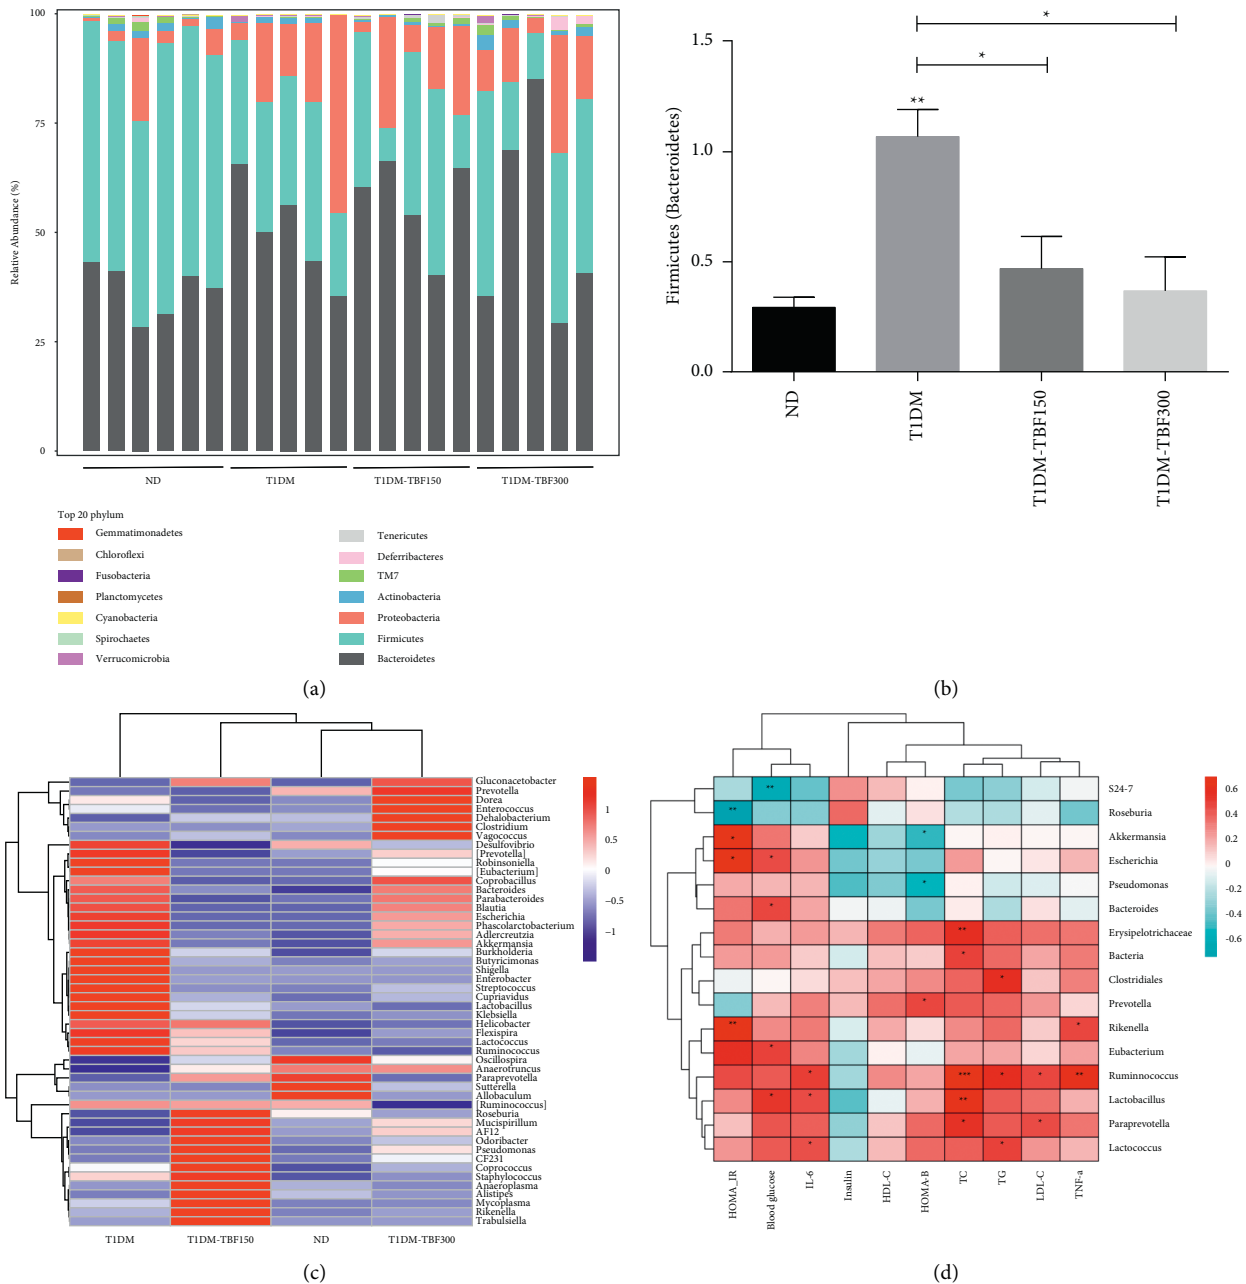 100
75
50
25
0
Relative Abundance (%)
ND
T1DM
T1DM-TBF150
T1DM-TBF300
Top 20 phylum
Gemmatimonadetes
Chloroflexi
Fusobacteria
Planctomycetes
Cyanobacteria
Spirochaetes
Verrucomicrobia
Tenericutes
Deferribacteres
TM7
Actinobacteria
Proteobacteria
Firmicutes
Bacteroidetes
(a)
Firmicutes (Bacteroidetes)
1.5
1.0
0.5
0.0
*
*
**
ND
T1DM
T1DM-TBF150
T1DM-TBF300
(b)
Gluconacetobacter
Prevotella
Dorea
Enterococcus
Dehalobacterium
Clostridium
Vagococcus
Desulfovibrio
[Prevotella]
Robinsoniella
[Eubacterium]
Coprobacillus
Bacteroides
Parabacteroides
Blautia
Escherichia
Phascolarctobacterium
Adlercreutzia
Akkermansia
Burkholderia
Butyricimonas
Shigella
Enterobacter
Streptococcus
Cupriavidus
Lactobacillus
Klebsiella
Helicobacter
Flexispira
Lactococcus
Ruminococcus
Oscillospira
Anaerotruncus
Paraprevotella
Sutterella
Allobaculum
[Ruminococcus]
Roseburia
Mucispirillum
AF12
Odoribacter
Pseudomonas
CF231
Coprococcus
Staphylococcus
Anaeroplasma
Alistipes
Mycoplasma
Rikenella
Trabulsiella
T1DM
T1DM-TBF150
ND
T1DM-TBF300
1
0.5
0
−0.5
−1
(c)
S24-7
**
Roseburia
**
Akkermansia
* *
Escherichia
* *
Pseudomonas
*
Bacteroides
*
Erysipelotrichaceae
**
Bacteria
*
Clostridiales
*
Prevotella
*
Rikenella
** *
Eubacterium
*
Ruminnococcus
* *** * * **
Lactobacillus
* * **
Paraprevotella
* *
Lactococcus
* *
HOMA_IR
Blood glucose
IL-6
Insulin
HDL-C
HOMA-B
TC
TG
LDL-C
TNF-a
0.6
0.4
0.2
0
-0.2
-0.4
-0.6
(d)